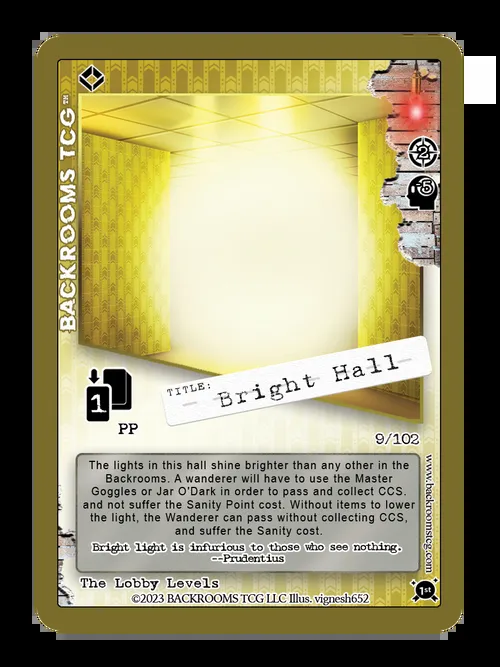 BACKROOMS TCG™
2
5
TITLE: Bright Hall
1
PP
9/102
The lights in this hall shine brighter than any other in the
Backrooms. A wanderer will have to use the Master
Goggles or Jar O'Dark in order to pass and collect CCS.
and not suffer the Sanity Point cost. Without items to lower
the light, the Wanderer can pass without collecting CCS,
and suffer the Sanity cost.
Bright light is infurious to those who see nothing.
--Prudentius
www.backroomstcg.com
The Lobby Levels
©2023 BACKROOMS TCG LLC Illus. vignesh652
1st